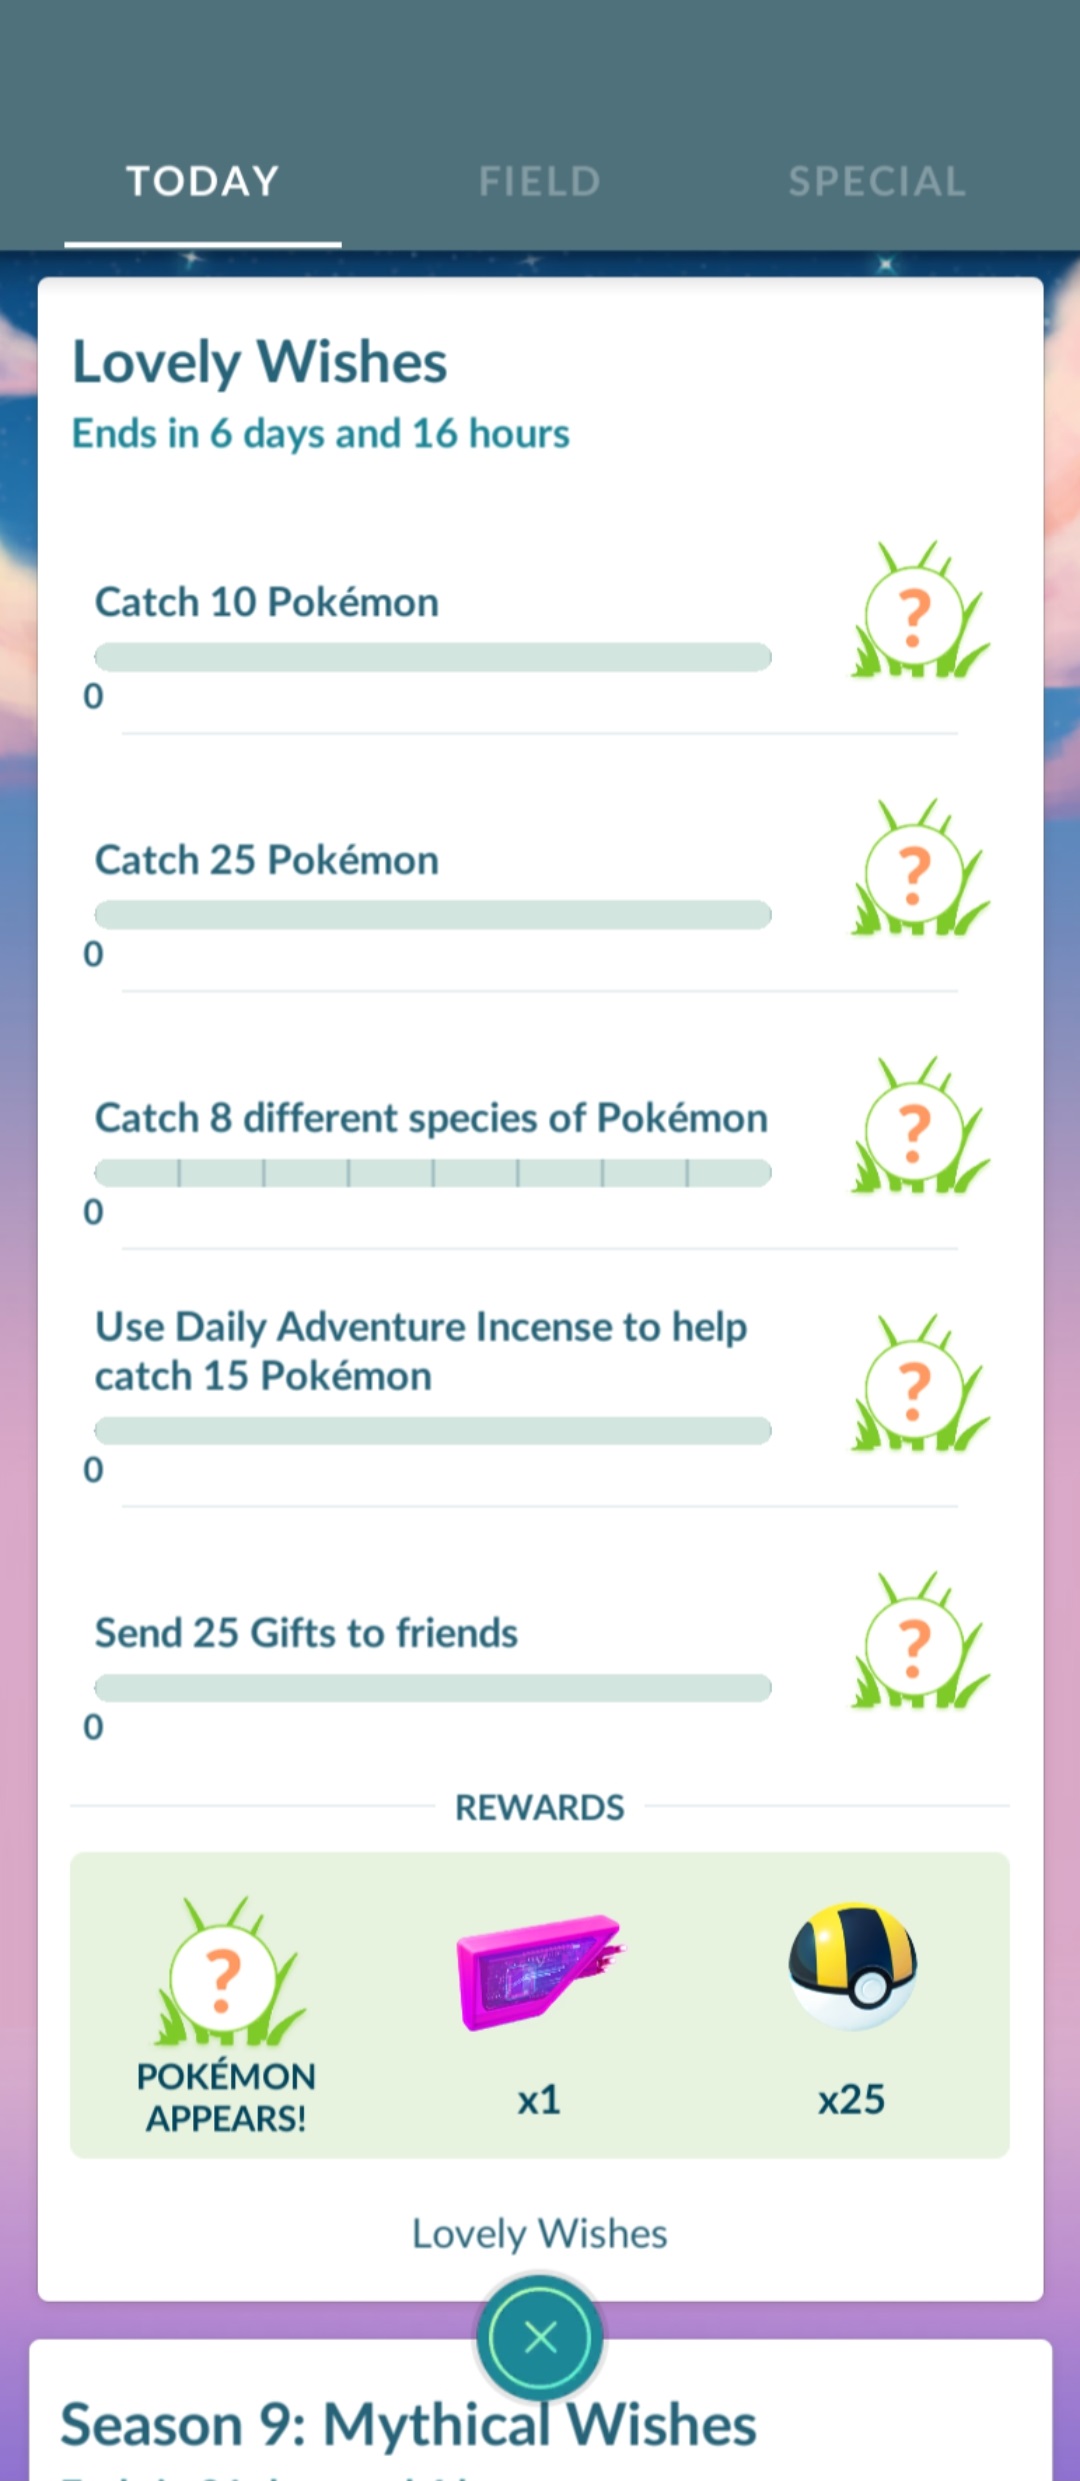 TODAY FIELD SPECIAL
Lovely Wishes
Ends in 6 days and 16 hours
Catch 10 Pokémon
?
0
Catch 25 Pokémon
?
0
Catch 8 different species of Pokémon
?
0
Use Daily Adventure Incense to help
catch 15 Pokémon
?
0
Send 25 Gifts to friends
?
0
REWARDS
?
POKÉMON
APPEARS!
x1
x25
Lovely Wishes
Season 9: Mythical Wishes